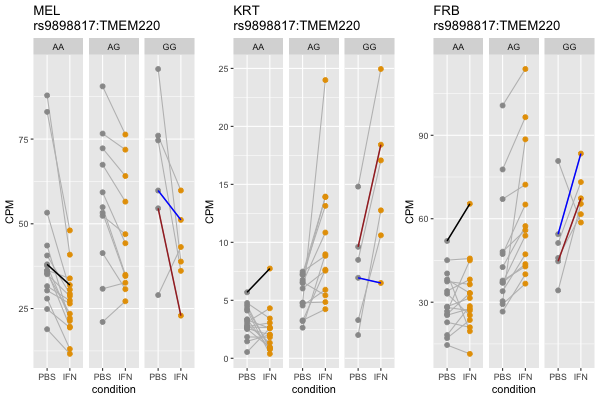 MEL
rs9898817:TMEM220
AA AG GG
75
50
25
CPM
PBS IFN PBS IFN PBS IFN
condition
KRT
rs9898817:TMEM220
AA AG GG
25
20
15
10
5
0
CPM
PBS IFN PBS IFN PBS IFN
condition
FRB
rs9898817:TMEM220
AA AG GG
90
60
30
CPM
PBS IFN PBS IFN PBS IFN
condition